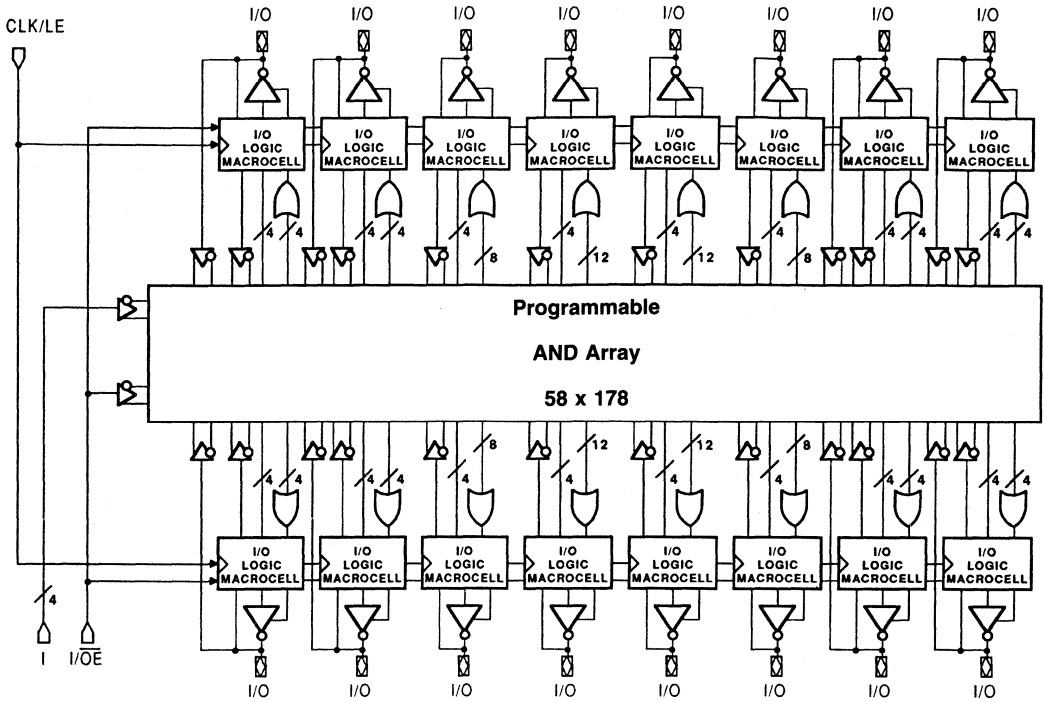 I/O I/O I/O I/O I/O I/O I/O I/O
CLK/LE
I/O I/O I/O I/O I/O I/O I/O I/O
LOGIC LOGIC LOGIC LOGIC LOGIC LOGIC LOGIC LOGIC
MACROCELL MACROCELL MACROCELL MACROCELL MACROCELL MACROCELL MACROCELL MACROCELL
4 4 4 4 4 4 4 4 4 4 4 4
8 12 12 8
Programmable
AND Array
58 x 178
8 12 12 8
4 4 4 4 4 4 4 4 4 4 4 4
I/O I/O I/O I/O I/O I/O I/O I/O
LOGIC LOGIC LOGIC LOGIC LOGIC LOGIC LOGIC LOGIC
MACROCELL MACROCELL MACROCELL MACROCELL MACROCELL MACROCELL MACROCELL MACROCELL
4
I I/O̅E̅
I/O I/O I/O I/O I/O I/O I/O I/O